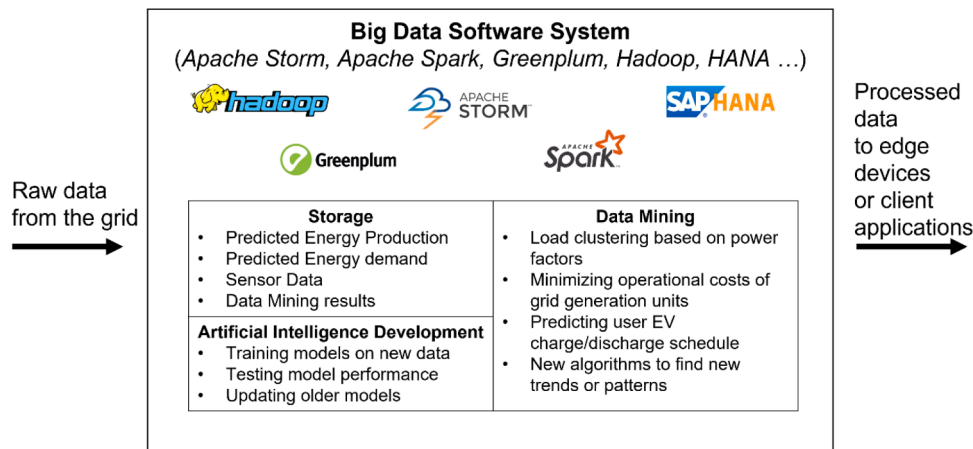 Big Data Software System
(Apache Storm, Apache Spark, Greenplum, Hadoop, HANA …)
hadoop
APACHE
STORM™
SAP HANA
Greenplum
APACHE
Spark™
Raw data
from the grid
Storage
• Predicted Energy Production
• Predicted Energy demand
• Sensor Data
• Data Mining results
Artificial Intelligence Development
• Training models on new data
• Testing model performance
• Updating older models
Data Mining
• Load clustering based on power
factors
• Minimizing operational costs of
grid generation units
• Predicting user EV
charge/discharge schedule
• New algorithms to find new
trends or patterns
Processed
data
to edge
devices
or client
applications